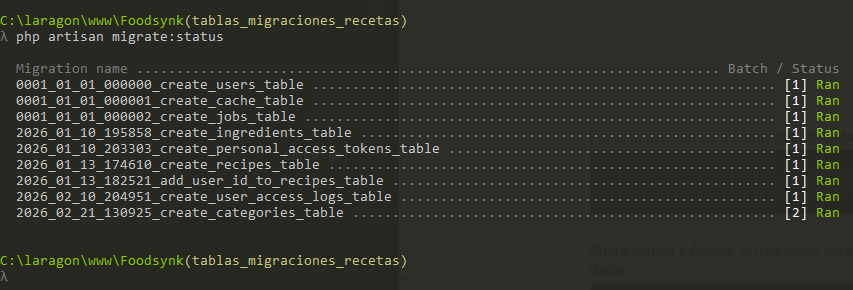 C:\laragon\www\Foodsynk(tablas_migraciones_recetas)
λ php artisan migrate:status
Migration name .......................................................................... Batch / Status
0001_01_01_000000_create_users_table .......................................................... [1] Ran
0001_01_01_000001_create_cache_table .......................................................... [1] Ran
0001_01_01_000002_create_jobs_table ........................................................... [1] Ran
2026_01_10_195858_create_ingredients_table .................................................... [1] Ran
2026_01_10_203303_create_personal_access_tokens_table ......................................... [1] Ran
2026_01_13_174610_create_recipes_table ........................................................ [1] Ran
2026_01_13_182521_add_user_id_to_recipes_table ................................................ [1] Ran
2026_02_10_204951_create_user_access_logs_table ............................................... [1] Ran
2026_02_21_130925_create_categories_table ..................................................... [2] Ran
Ahora vamos a Aplicar la migración para
datos.
C:\laragon\www\Foodsynk(tablas_migraciones_recetas)
λ